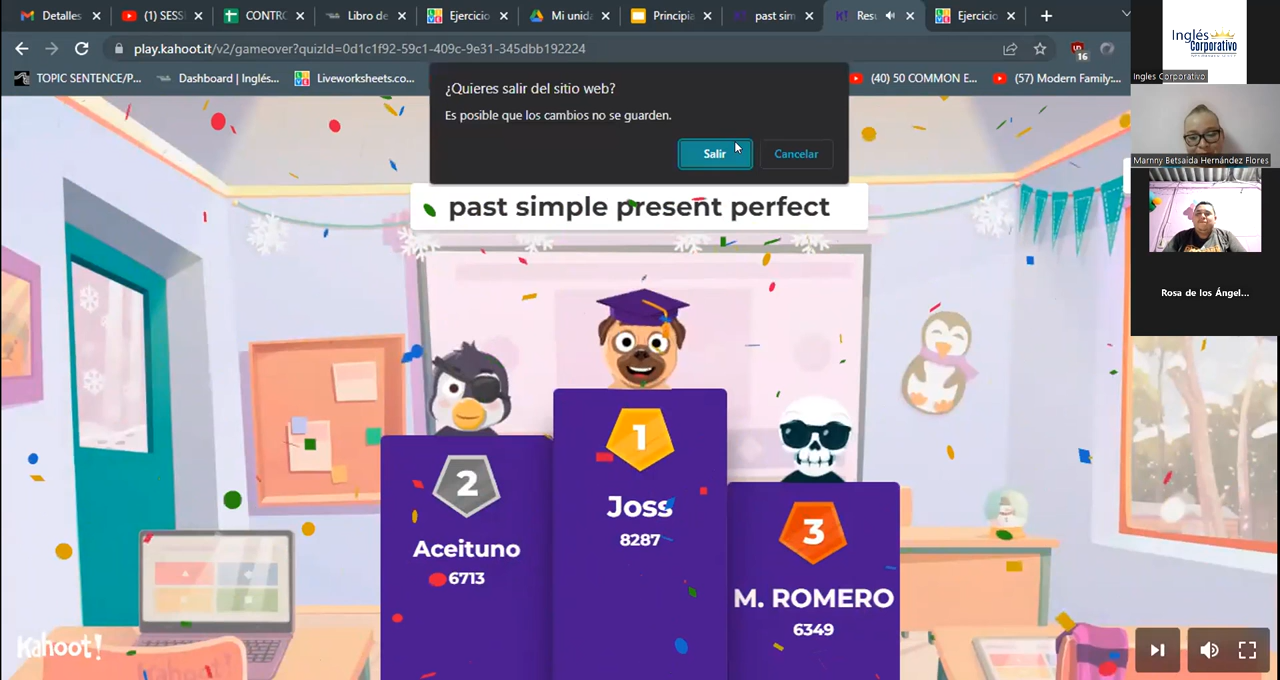 Detalles
(1) SESS
CONTRO
Libro de
Ejercicio
Mi unida
Principia
past sim
Resu
Ejercicio
play.kahoot.it/v2/gameover?quizId=0d1c1f92-59c1-409c-9e31-345dbb192224
16
TOPIC SENTENCE/P...
Dashboard | Inglés...
Liveworksheets.co...
(40) 50 COMMON E...
(57) Modern Family:...
¿Quieres salir del sitio web?
Es posible que los cambios no se guarden.
Salir
Cancelar
past simple present perfect
1
Joss
8287
2
Aceituno
6713
3
M. ROMERO
6349
Kahoot!
Inglés
Corporativo
Ingles Corporativo
Marnny Betsaida Hernández Flores
Rosa de los Ángel...